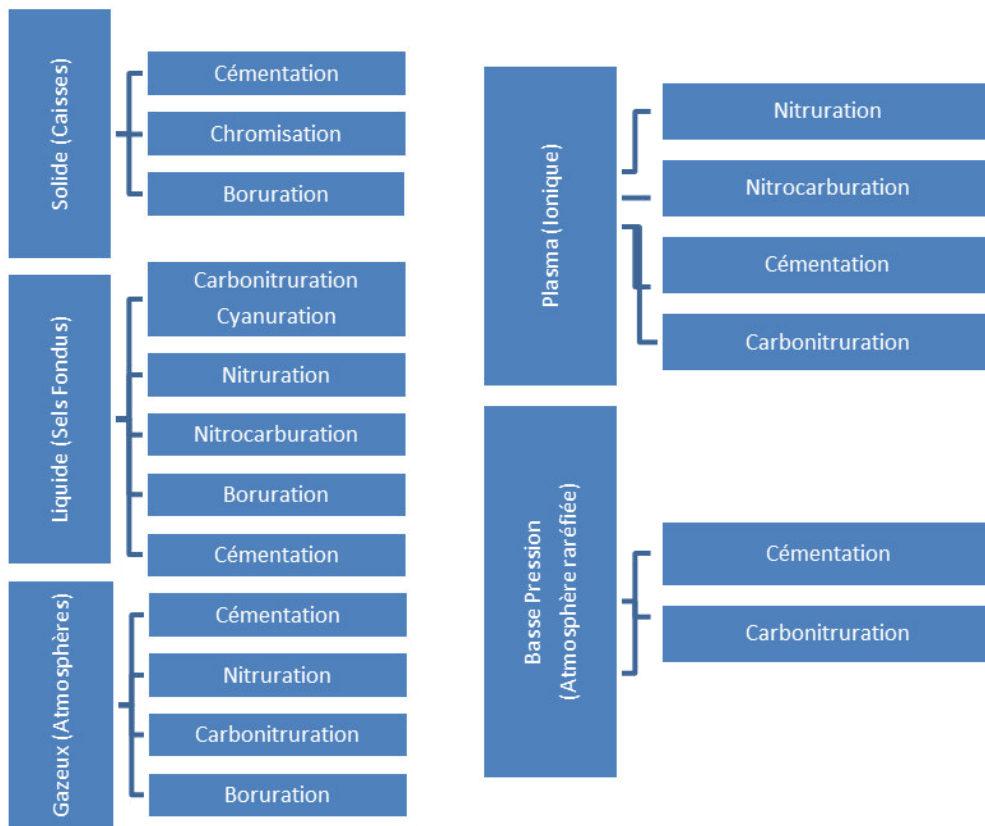 Solide (Caisses)
Cémentation
Chromisation
Boruration
Liquide (Sels Fondus)
Carbonitruration
Cyanuration
Nitruration
Nitrocarburation
Boruration
Cémentation
Gazeux (Atmosphères)
Cémentation
Nitruration
Carbonitruration
Boruration
Plasma (Ionique)
Nitruration
Nitrocarburation
Cémentation
Carbonitruration
Basse Pression
(Atmosphère raréfiée)
Cémentation
Carbonitruration